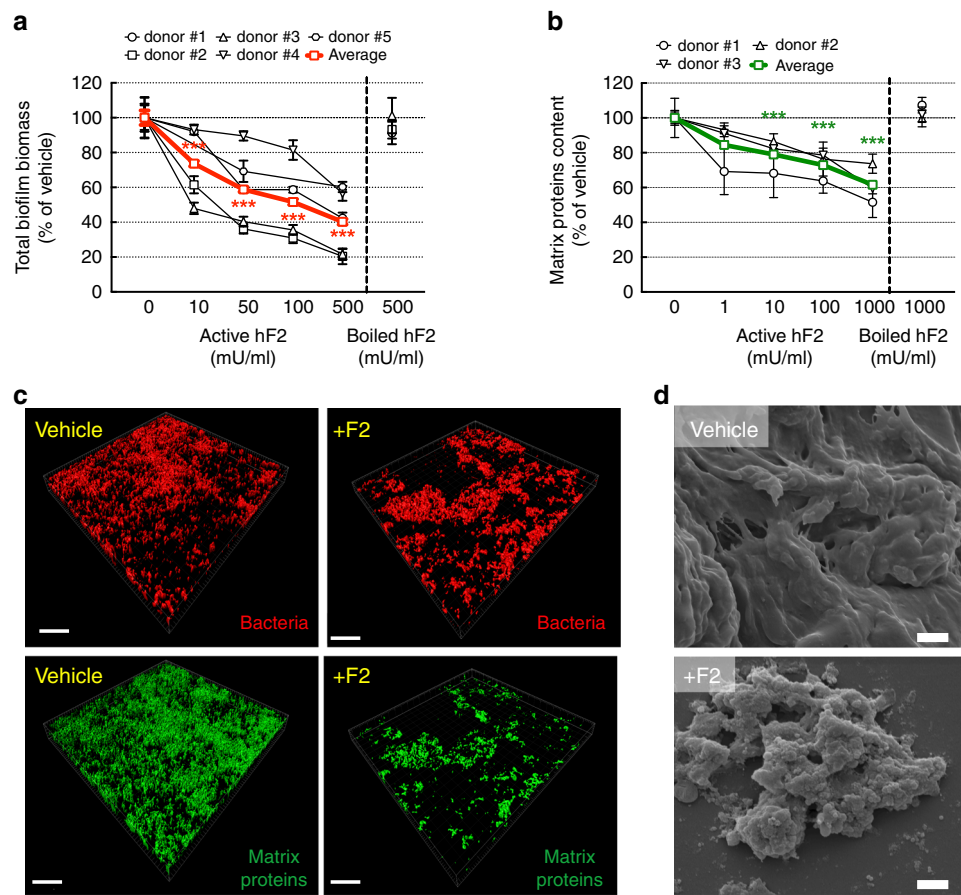 a
donor #1 donor #3 donor #5
donor #2 donor #4 Average
Total biofilm biomass
(% of vehicle)
120
100
80
60
40
20
0
***
***
***
***
0 10 50 100 500 500
Active hF2
(mU/ml)
Boiled hF2
(mU/ml)
b
donor #1 donor #2
donor #3 Average
Matrix proteins content
(% of vehicle)
120
100
80
60
40
20
0
***
***
***
0 1 10 100 1000 1000
Active hF2
(mU/ml)
Boiled hF2
(mU/ml)
c
Vehicle
Bacteria
+F2
Bacteria
Vehicle
Matrix
proteins
+F2
Matrix
proteins
d
Vehicle
+F2